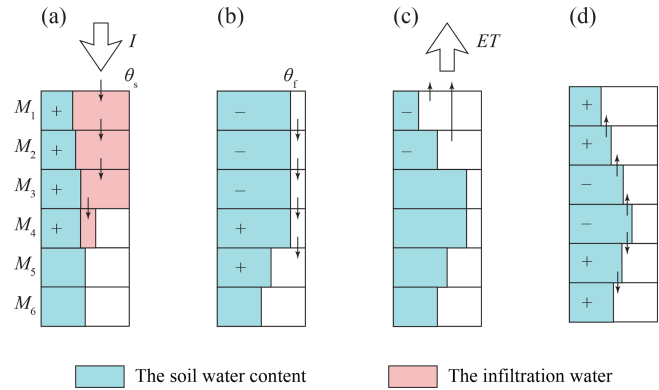 (a) (b) (c) (d)
I ET
θs θf
M1 + − − +
M2 + − − +
M3 + − −
M4 + + −
M5 + +
M6 +
The soil water content The infiltration water